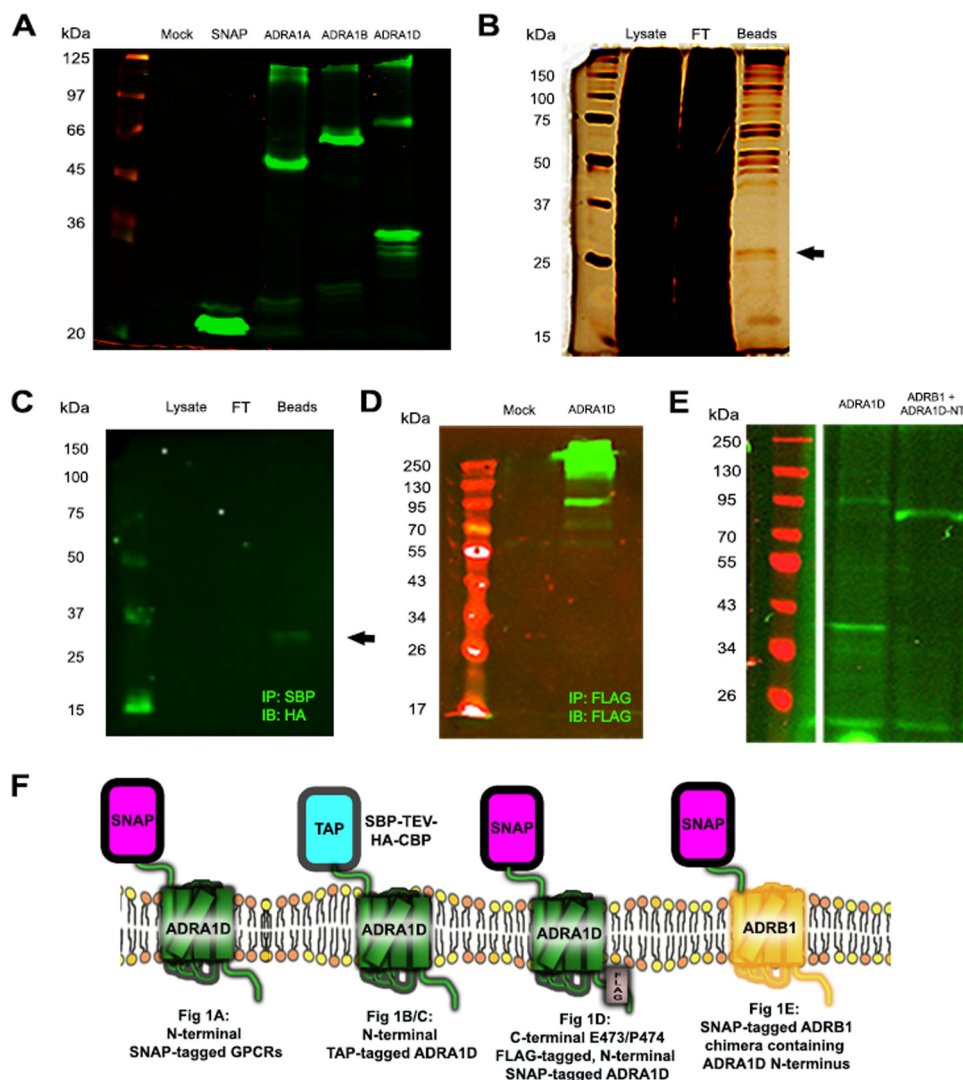 A
kDa
Mock
SNAP
ADRA1A
ADRA1B
ADRA1D
125
97
66
45
36
20
B
kDa
Lysate
FT
Beads
150
100
75
50
37
25
15
C
kDa
Lysate
FT
Beads
150
100
75
50
37
25
15
IP: SBP
IB: HA
D
kDa
Mock
ADRA1D
250
130
95
70
55
43
34
26
17
IP: FLAG
IB: FLAG
E
kDa
ADRA1D
ADRB1 +
ADRA1D-NT
250
130
95
72
55
43
34
26
F
SNAP
ADRA1D
Fig 1A:
N-terminal
SNAP-tagged GPCRs
TAP
SBP-TEV-
HA-CBP
ADRA1D
Fig 1B/C:
N-terminal
TAP-tagged ADRA1D
SNAP
ADRA1D
FLAG
Fig 1D:
C-terminal E473/P474
FLAG-tagged, N-terminal
SNAP-tagged ADRA1D
SNAP
ADRB1
Fig 1E:
SNAP-tagged ADRB1
chimera containing
ADRA1D N-terminus